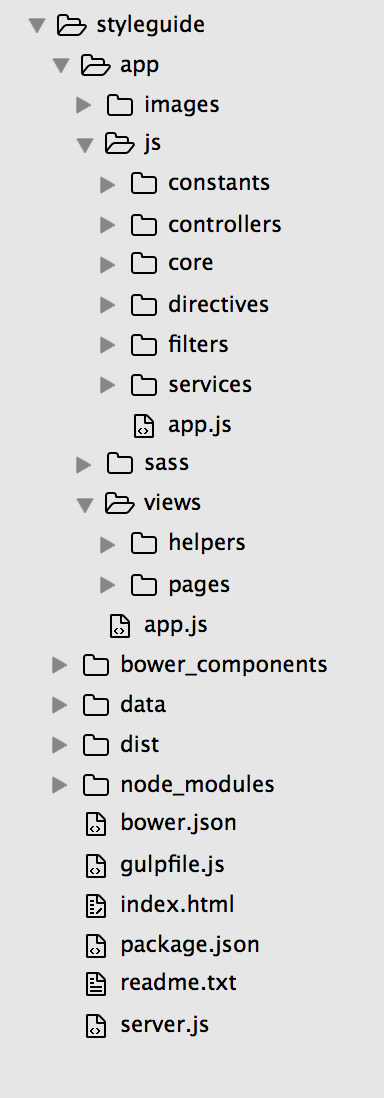 styleguide
app
images
js
constants
controllers
core
directives
filters
services
app.js
sass
views
helpers
pages
app.js
bower_components
data
dist
node_modules
bower.json
gulpfile.js
index.html
package.json
readme.txt
server.js